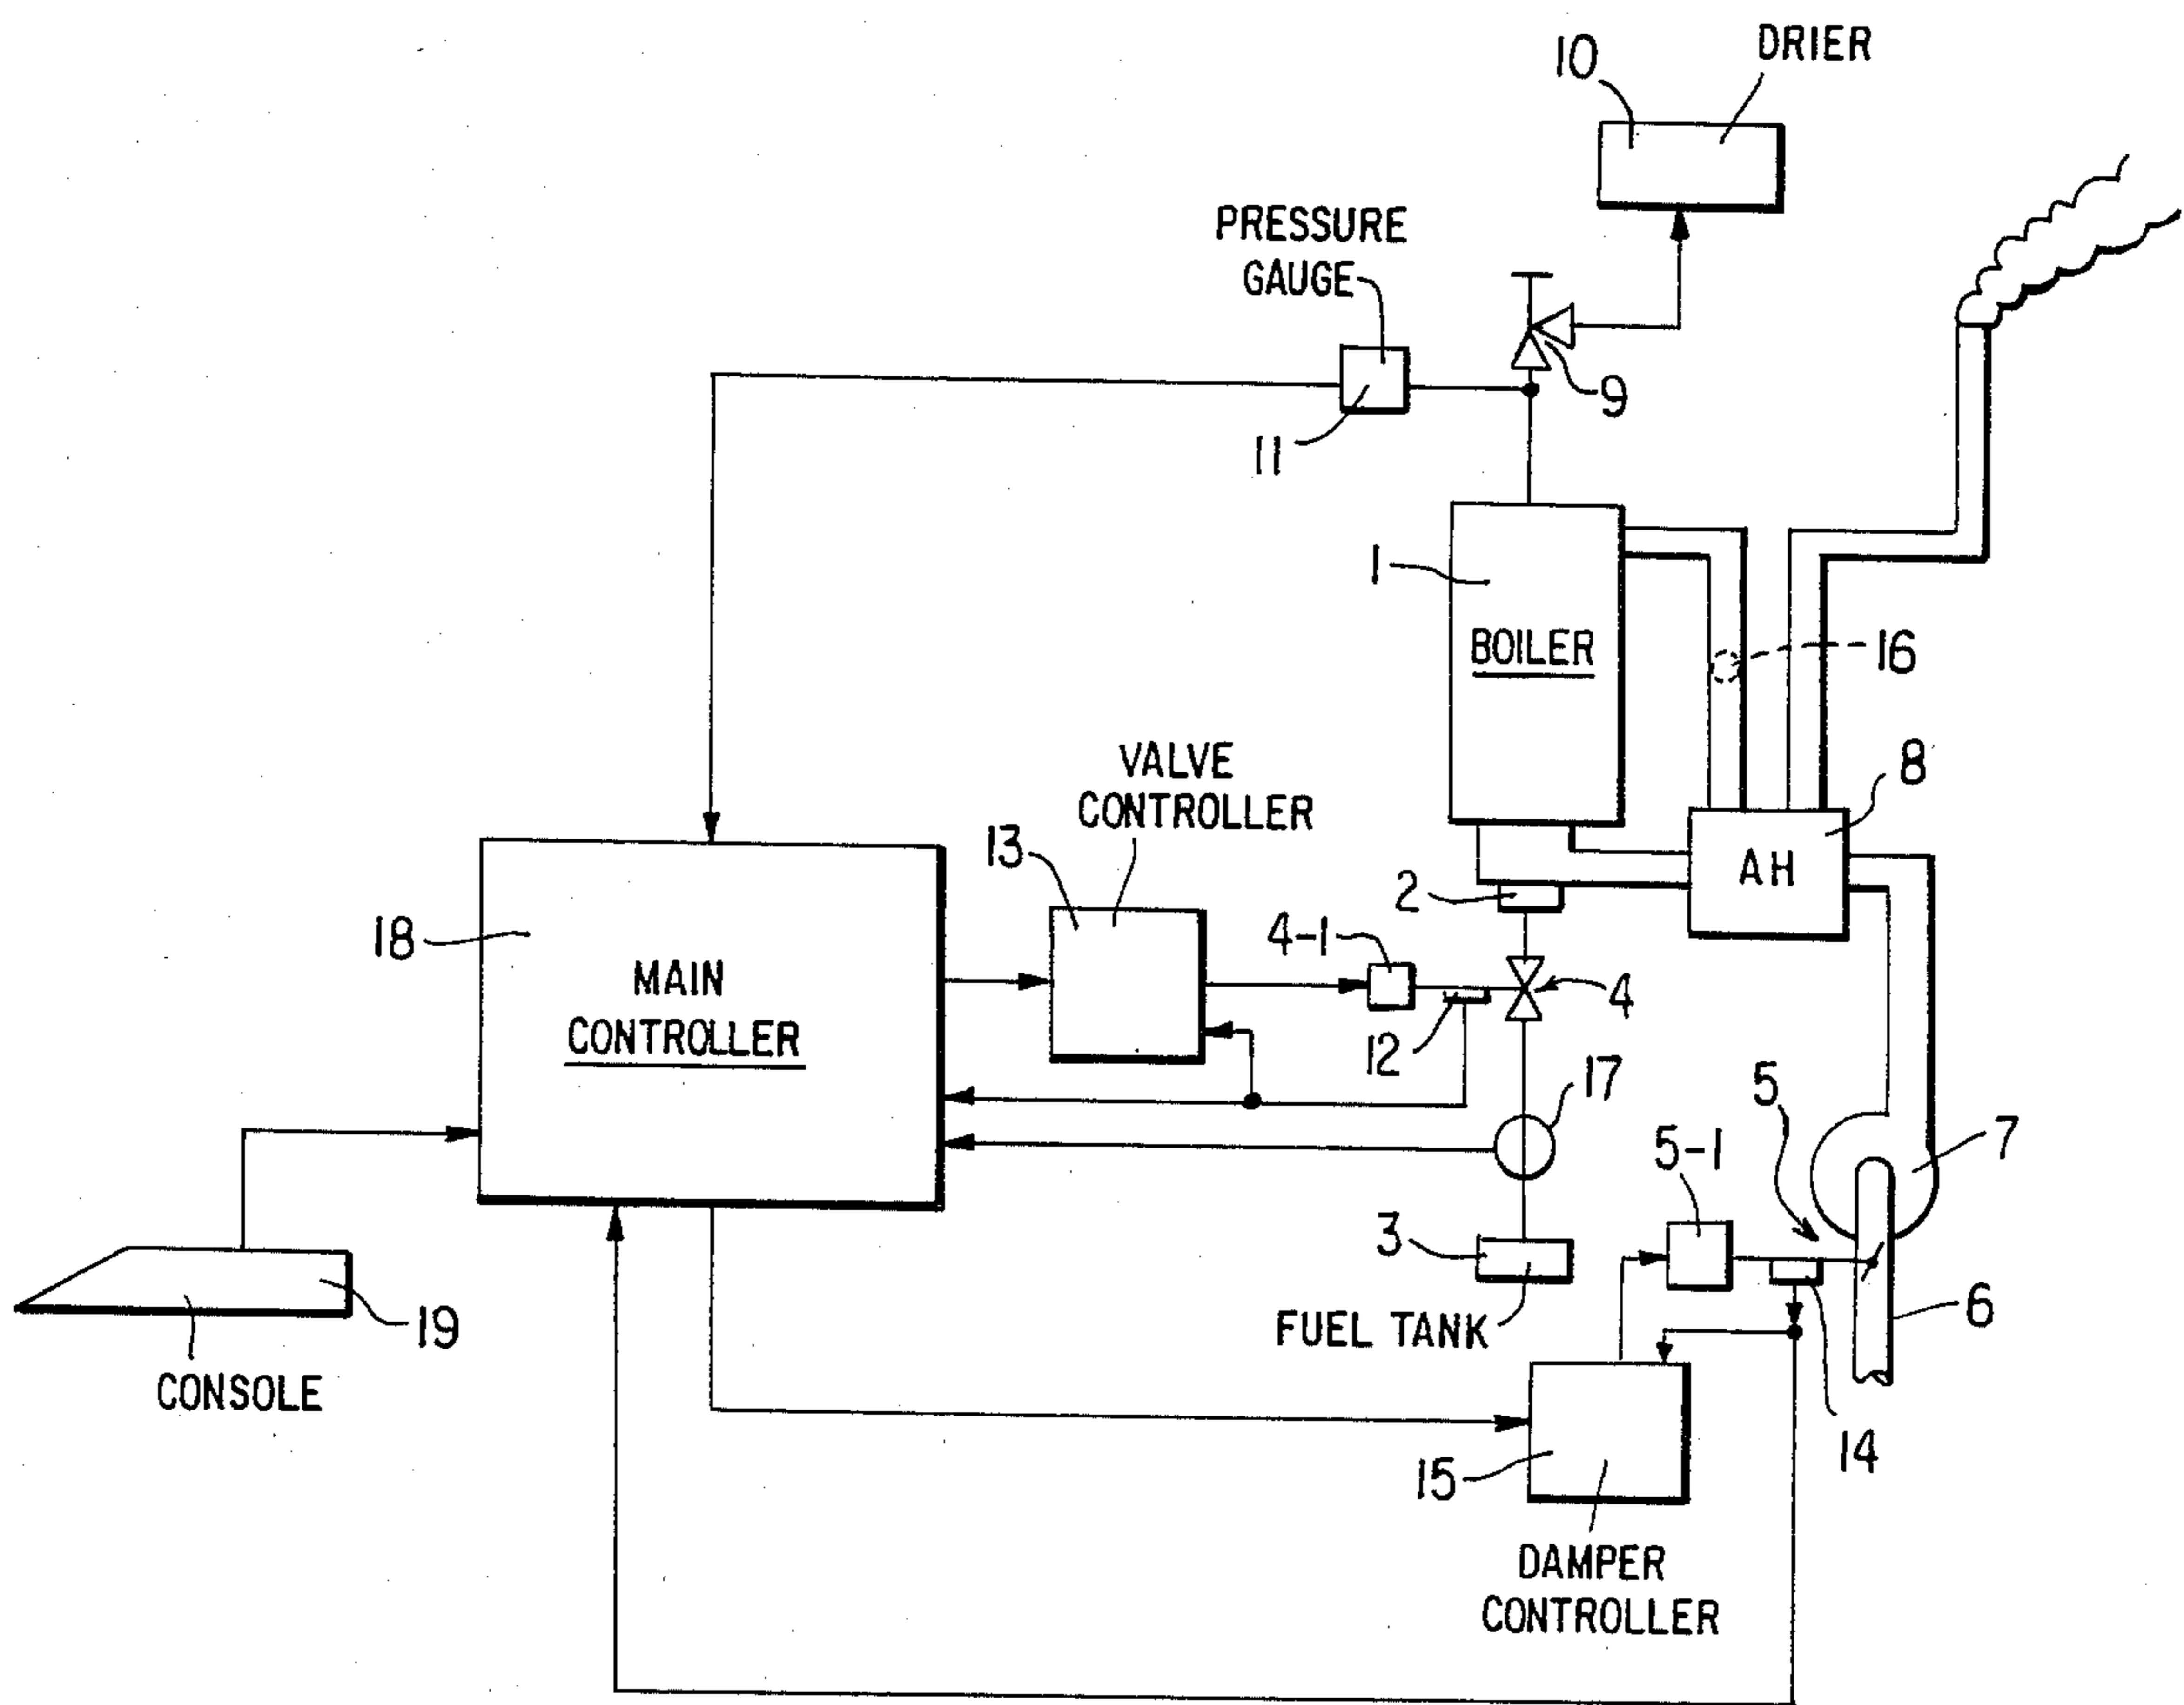 10
DRIER
PRESSURE
GAUGE
9
11
1
BOILER
16
VALVE
CONTROLLER
8
13
AH
2
18
4-1
MAIN
CONTROLLER
4
12
17
5
5-1
7
3
6
19
FUEL TANK
CONSOLE
14
15
DAMPER
CONTROLLER